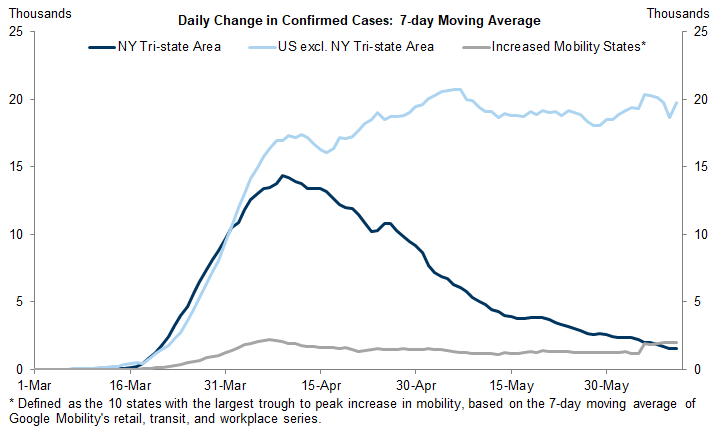 Thousands
Daily Change in Confirmed Cases: 7-day Moving Average
Thousands
25
NY Tri-state Area
US excl. NY Tri-state Area
Increased Mobility States*
25
20
20
15
15
10
10
5
5
0
0
1-Mar
16-Mar
31-Mar
15-Apr
30-Apr
15-May
30-May
* Defined as the 10 states with the largest trough to peak increase in mobility, based on the 7-day moving average of
Google Mobility's retail, transit, and workplace series.